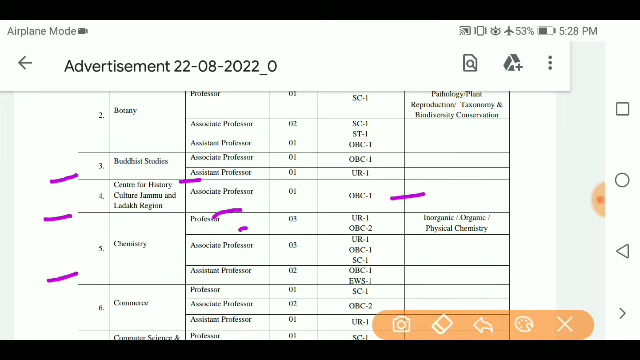 Airplane Mode 53% 5:28 PM
Advertisement 22-08-2022_0
Professor 01 SC-1 Pathology/Plant
Reproduction/ Taxonomy &
Biodiversity Conservation
2. Botany
Associate Professor 02 SC-1
ST-1
Assistant Professor 01 OBC-1
3. Buddhist Studies
Associate Professor 01 OBC-1
Assistant Professor 01 UR-1
4. Centre for History
Culture Jammu and
Ladakh Region
Associate Professor 01 OBC-1
5. Chemistry
Professor 03 UR-1 Inorganic /.Organic /
OBC-2 Physical Chemistry
Associate Professor 03 UR-1
OBC-1
SC-1
Assistant Professor 02 OBC-1
EWS-1
6. Commerce
Professor 01 SC-1
Associate Professor 02 OBC-2
Assistant Professor 01 UR-1
Computer Science & Professor 01 SC-1